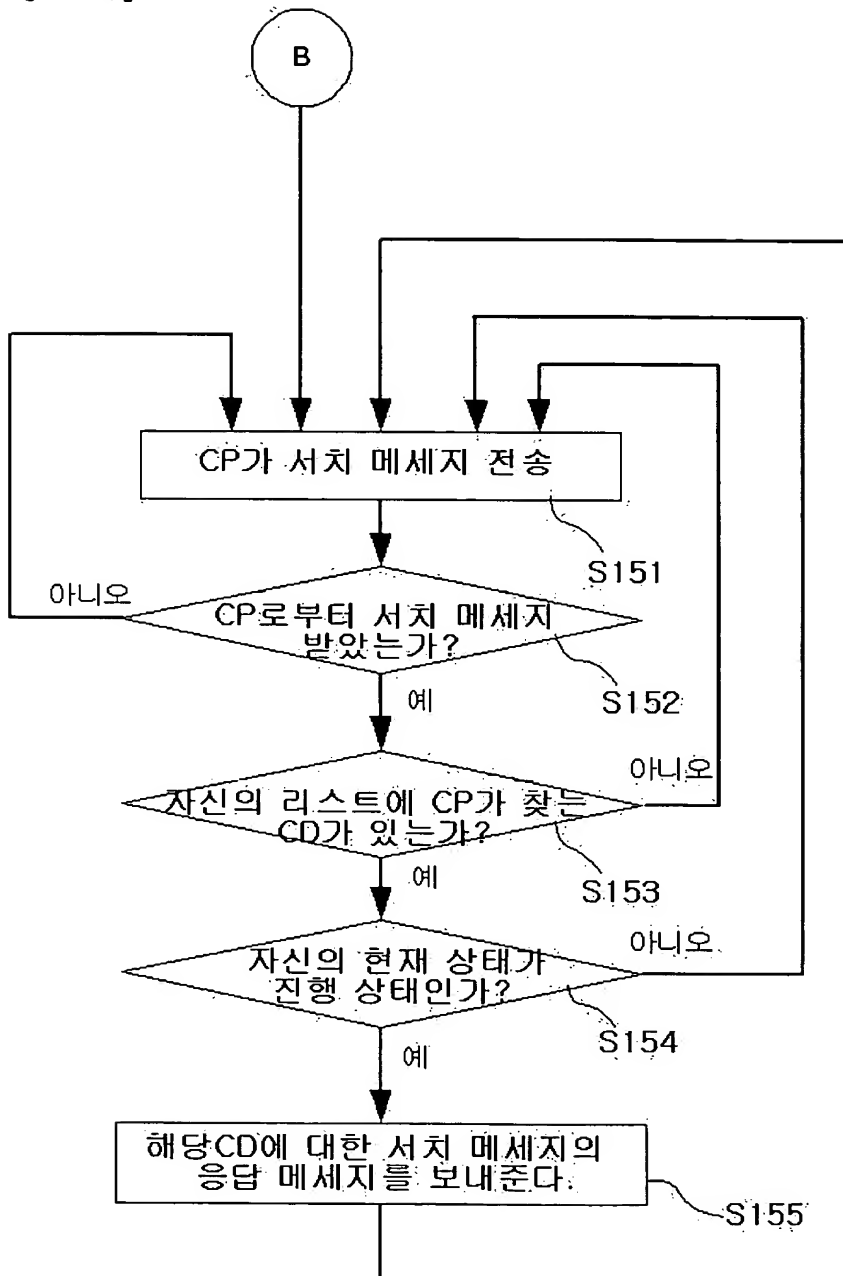 B
CP가 서치 메세지 전송
S151
아니오
CP로부터 서치 메세지
받았는가?
S152
예
아니오
자신의 리스트에 CP가 찾는
CD가 있는가?
S153
예
아니오
자신의 현재 상태가
진행 상태인가?
S154
예
해당CD에 대한 서치 메세지의
응답 메세지를 보내준다.
S155